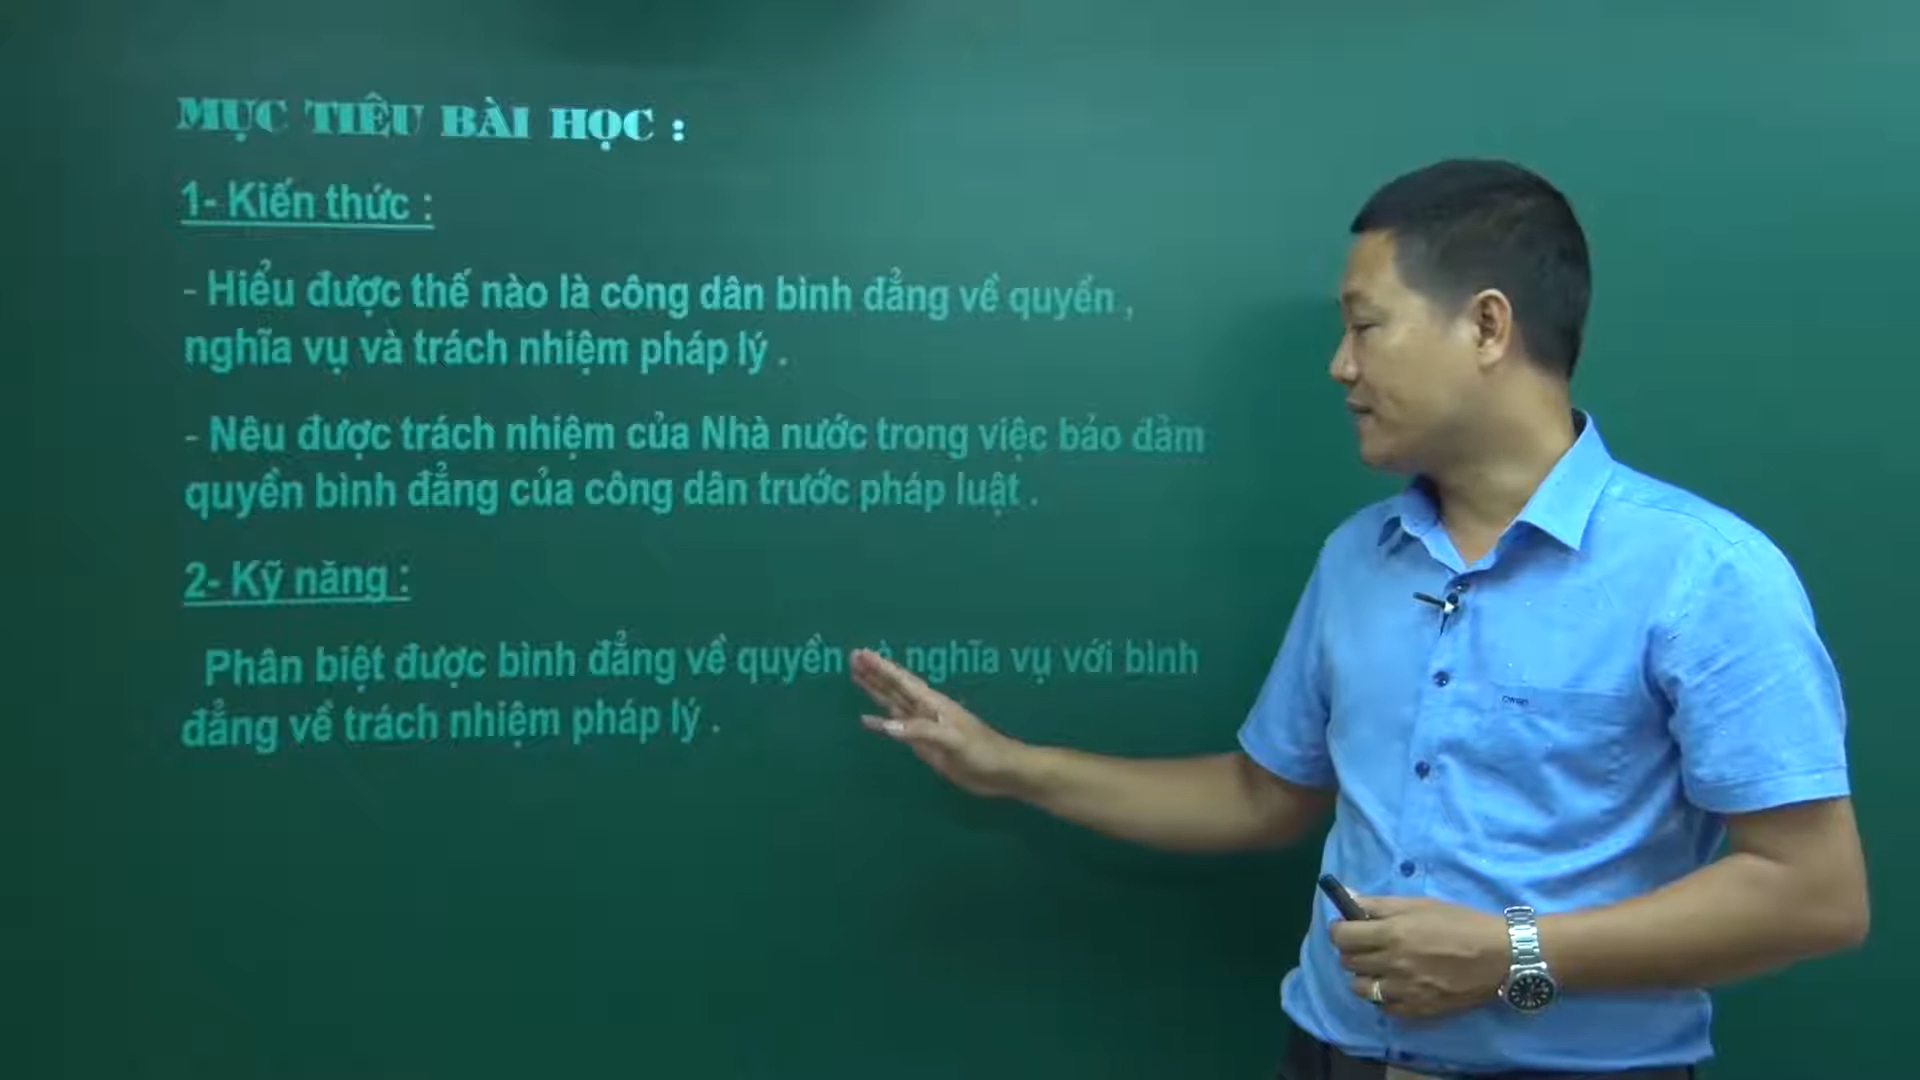 MỤC TIÊU BÀI HỌC :
1- Kiến thức :
- Hiểu được thế nào là công dân bình đẳng về quyển ,
nghĩa vụ và trách nhiệm pháp lý .
- Nêu được trách nhiệm của Nhà nước trong việc bảo đảm
quyền bình đẳng của công dân trước pháp luật .
2- Kỹ năng :
Phân biệt được bình đẳng về quyền và nghĩa vụ với bình
đẳng về trách nhiệm pháp lý .
owen